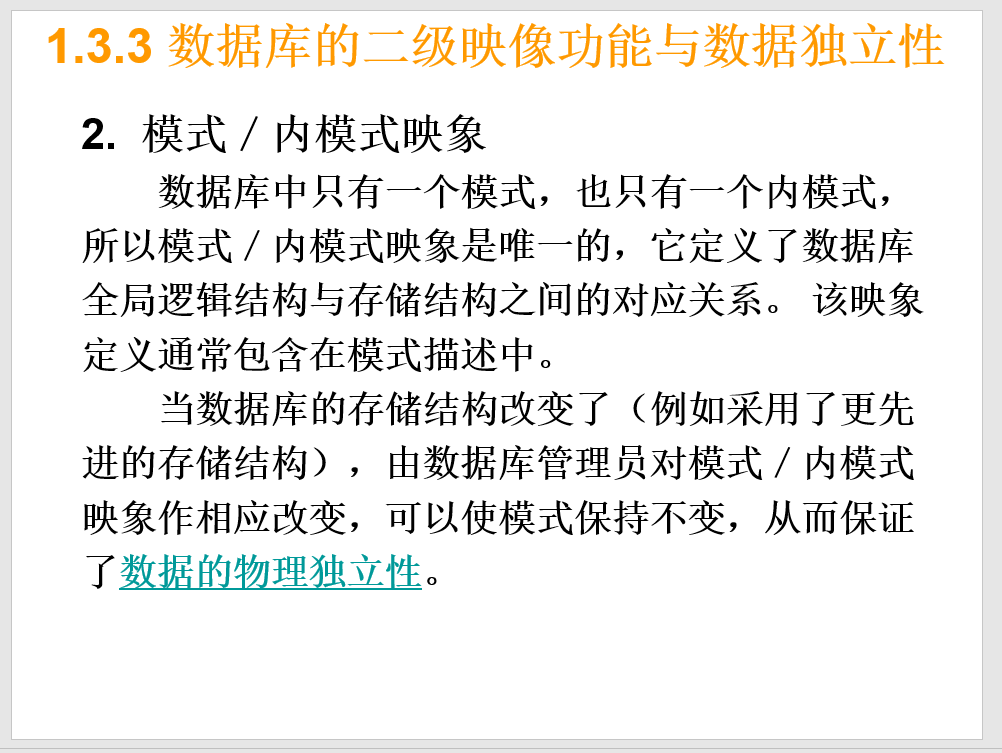 1.3.3 数据库的二级映像功能与数据独立性
2. 模式／内模式映象
数据库中只有一个模式，也只有一个内模式，
所以模式／内模式映象是唯一的，它定义了数据库
全局逻辑结构与存储结构之间的对应关系。 该映象
定义通常包含在模式描述中。
当数据库的存储结构改变了（例如采用了更先
进的存储结构），由数据库管理员对模式／内模式
映象作相应改变，可以使模式保持不变，从而保证
了数据的物理独立性。